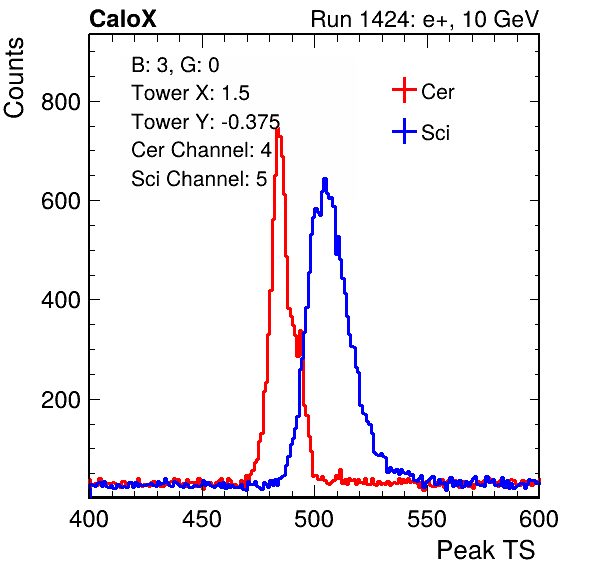 CaloX Run 1424: e+, 10 GeV
Counts
B: 3, G: 0
Tower X: 1.5
Tower Y: -0.375
Cer Channel: 4
Sci Channel: 5
Cer
Sci
800
600
400
200
400 450 500 550 600
Peak TS